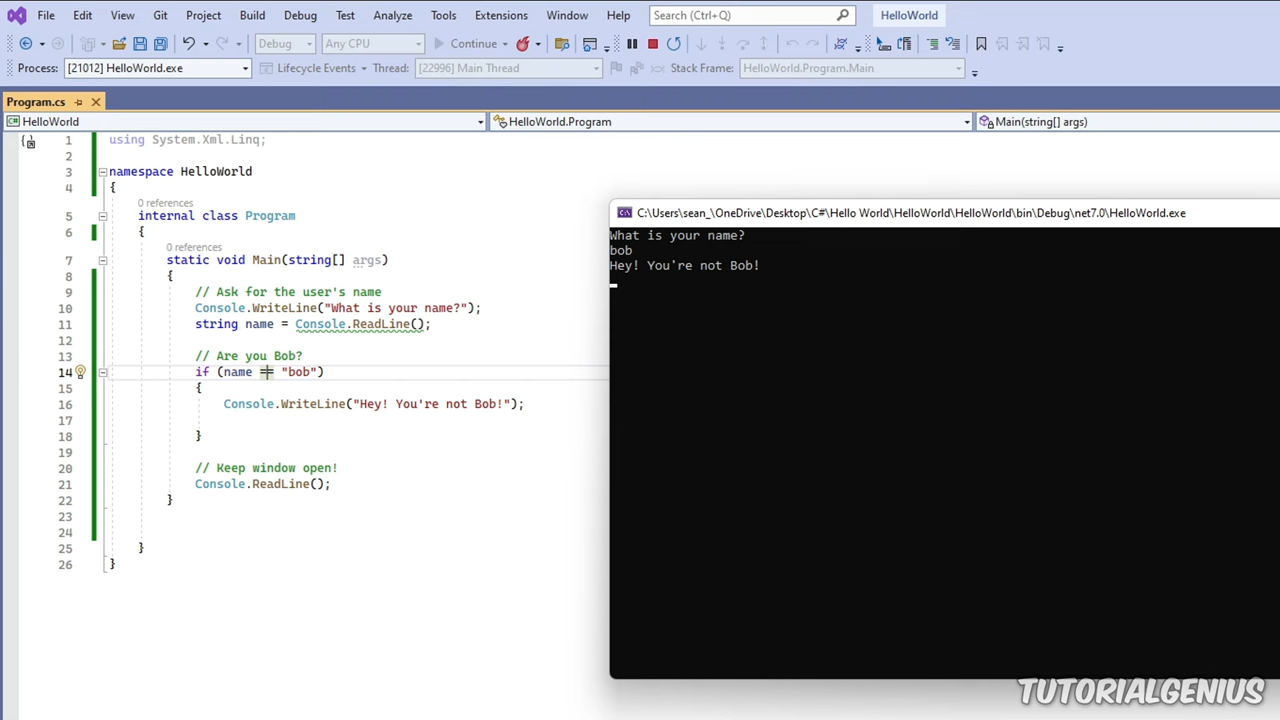 File Edit View Git Project Build Debug Test Analyze Tools Extensions Window Help Search (Ctrl+Q) HelloWorld
Debug Any CPU Continue
Process: [21012] HelloWorld.exe Lifecycle Events Thread: [22996] Main Thread Stack Frame: HelloWorld.Program.Main
Program.cs
HelloWorld HelloWorld.Program Main(string[] args)
1 using System.Xml.Linq;
2
3 namespace HelloWorld
4 {
0 references
5 internal class Program
6 {
0 references
7 static void Main(string[] args)
8 {
9 // Ask for the user's name
10 Console.WriteLine("What is your name?");
11 string name = Console.ReadLine();
12
13 // Are you Bob?
14 if (name == "bob")
15 {
16 Console.WriteLine("Hey! You're not Bob!");
17
18 }
19
20 // Keep window open!
21 Console.ReadLine();
22 }
23
24
25 }
26 }
C:\Users\sean_\OneDrive\Desktop\C#\Hello World\HelloWorld\HelloWorld\bin\Debug\net7.0\HelloWorld.exe
What is your name?
bob
Hey! You're not Bob!
TUTORIALGENIUS